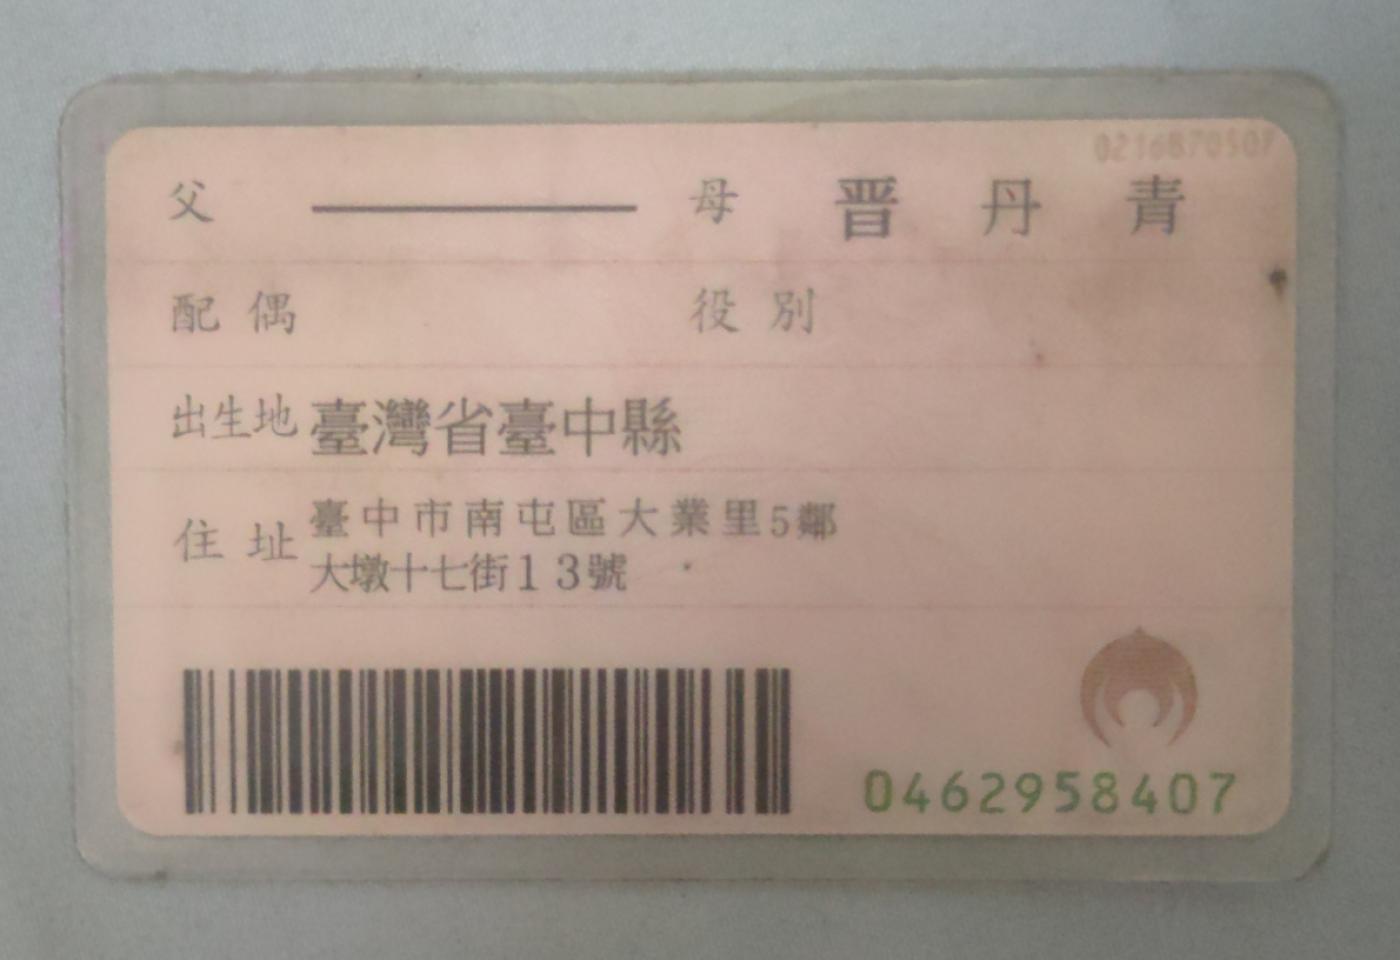 0216870507
父 母 晋丹青
配偶 役別
出生地 臺灣省臺中縣
住址 臺中市南屯區大業里5鄰
大墩十七街13號
0462958407